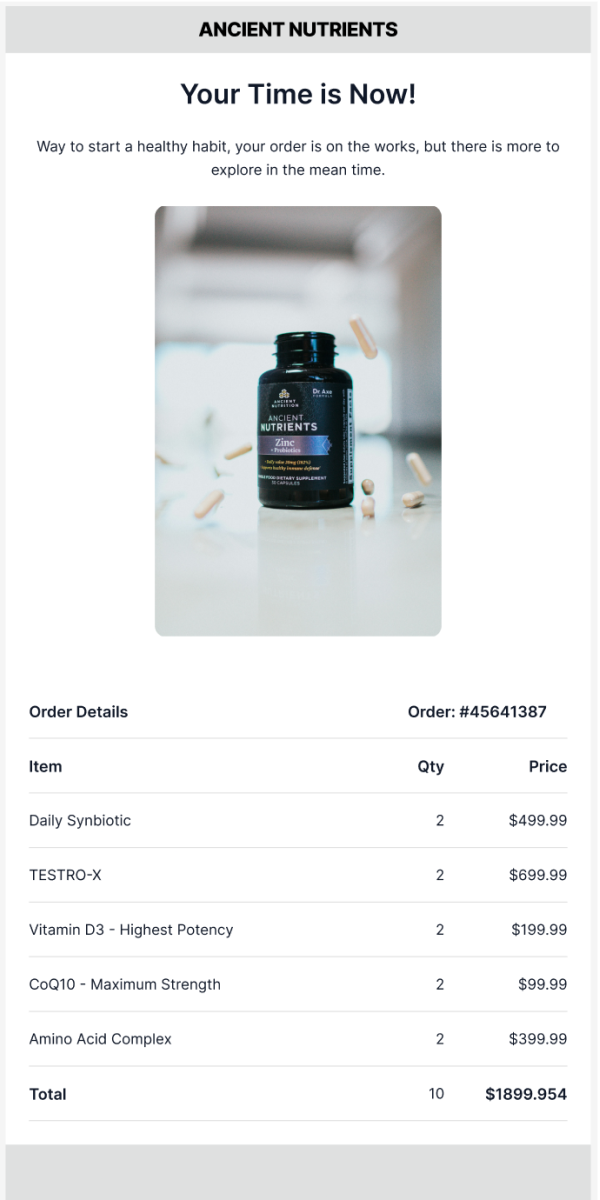 ANCIENT NUTRIENTS
Your Time is Now!
Way to start a healthy habit, your order is on the works, but there is more to
explore in the mean time.
ANCIENT
NUTRITION
Dr Axe
FORMULA
ANCIENT
NUTRIENTS
Zinc
+ Probiotics
Supplement Facts
DIETARY SUPPLEMENT
CAPSULES
Order Details Order: #45641387
Item Qty Price
Daily Synbiotic 2 $499.99
TESTRO-X 2 $699.99
Vitamin D3 - Highest Potency 2 $199.99
CoQ10 - Maximum Strength 2 $99.99
Amino Acid Complex 2 $399.99
Total 10 $1899.954